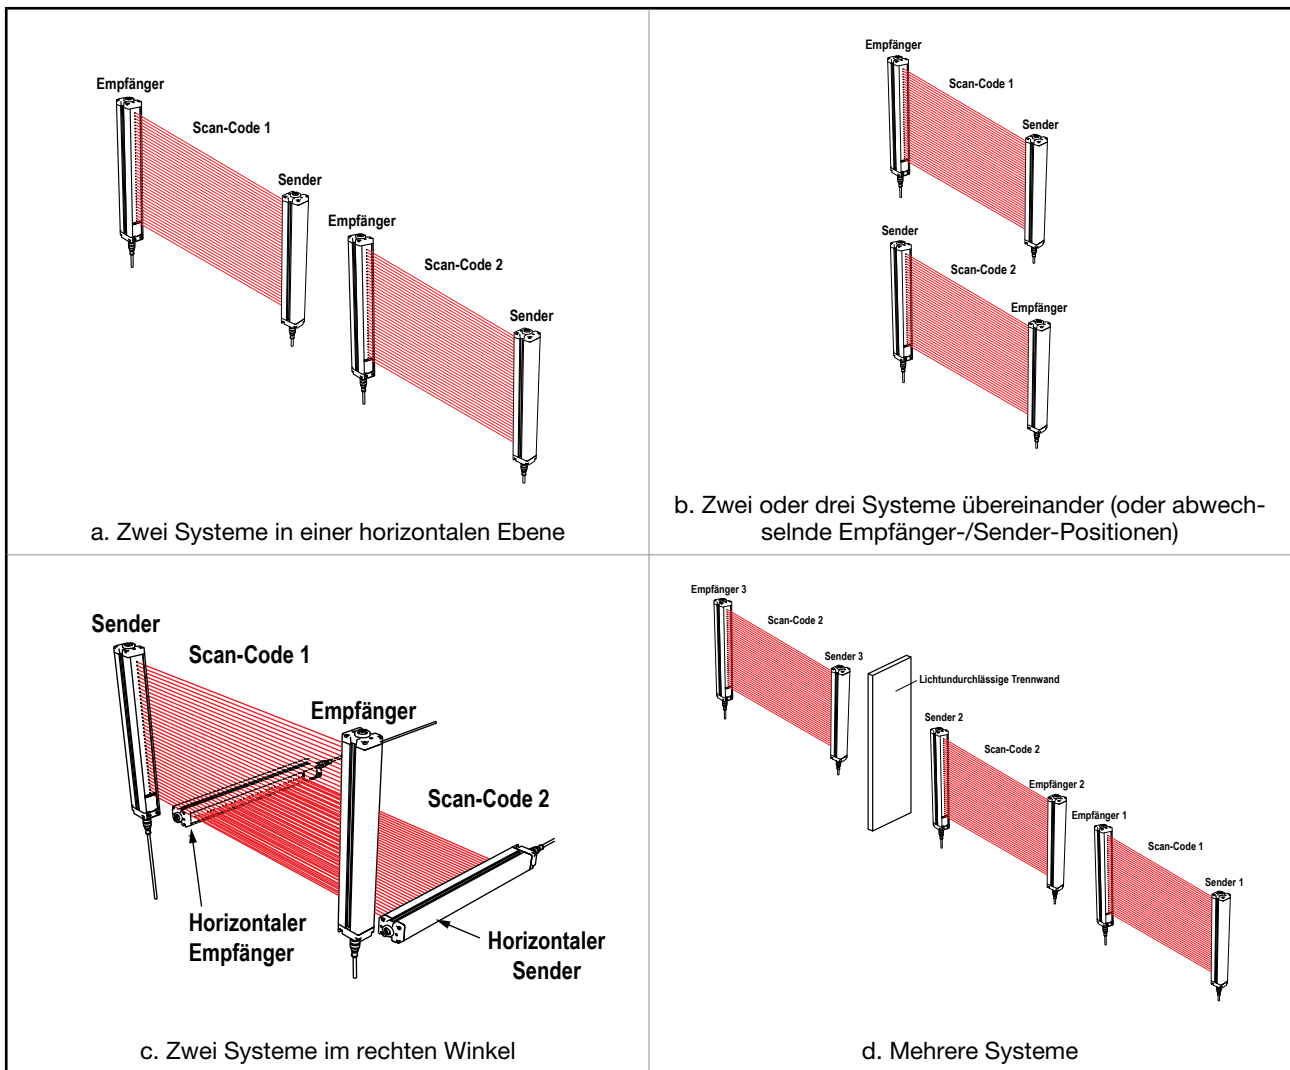 Empfänger
Scan-Code 1
Sender
Empfänger
Scan-Code 2
Sender
a. Zwei Systeme in einer horizontalen Ebene
Empfänger
Scan-Code 1
Sender
Sender
Scan-Code 2
Empfänger
b. Zwei oder drei Systeme übereinander (oder abwech-
selnde Empfänger-/Sender-Positionen)
Sender
Scan-Code 1
Empfänger
Scan-Code 2
Horizontaler
Empfänger
Horizontaler
Sender
c. Zwei Systeme im rechten Winkel
Empfänger 3
Scan-Code 2
Sender 3
Lichtundurchlässige Trennwand
Sender 2
Scan-Code 2
Empfänger 2
Empfänger 1
Scan-Code 1
Sender 1
d. Mehrere Systeme